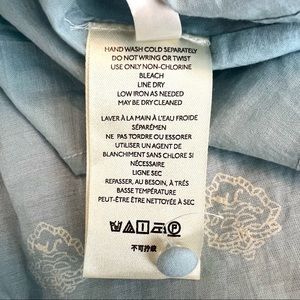 HAND WASH COLD SEPARATELY
DO NOT WRING OR TWIST
USE ONLY NON-CHLORINE
BLEACH
LINE DRY
LOW IRON AS NEEDED
MAY BE DRY CLEANED
LAVER À LA MAIN À L'EAU FROIDE
SÉPARÉMEN
NE PAS TORDRE OU ESSORER
UTILISER UN AGENT DE
BLANCHIMENT SANS CHLORE SI
NÉCESSAIRE
LIGNE SEC
REPASSER, AU BESOIN, À TRÈS
BASSE TEMPÉRATURE
PEUT-ÊTRE ÊTRE NETTOYÉE À SEC
P
不可拧绞